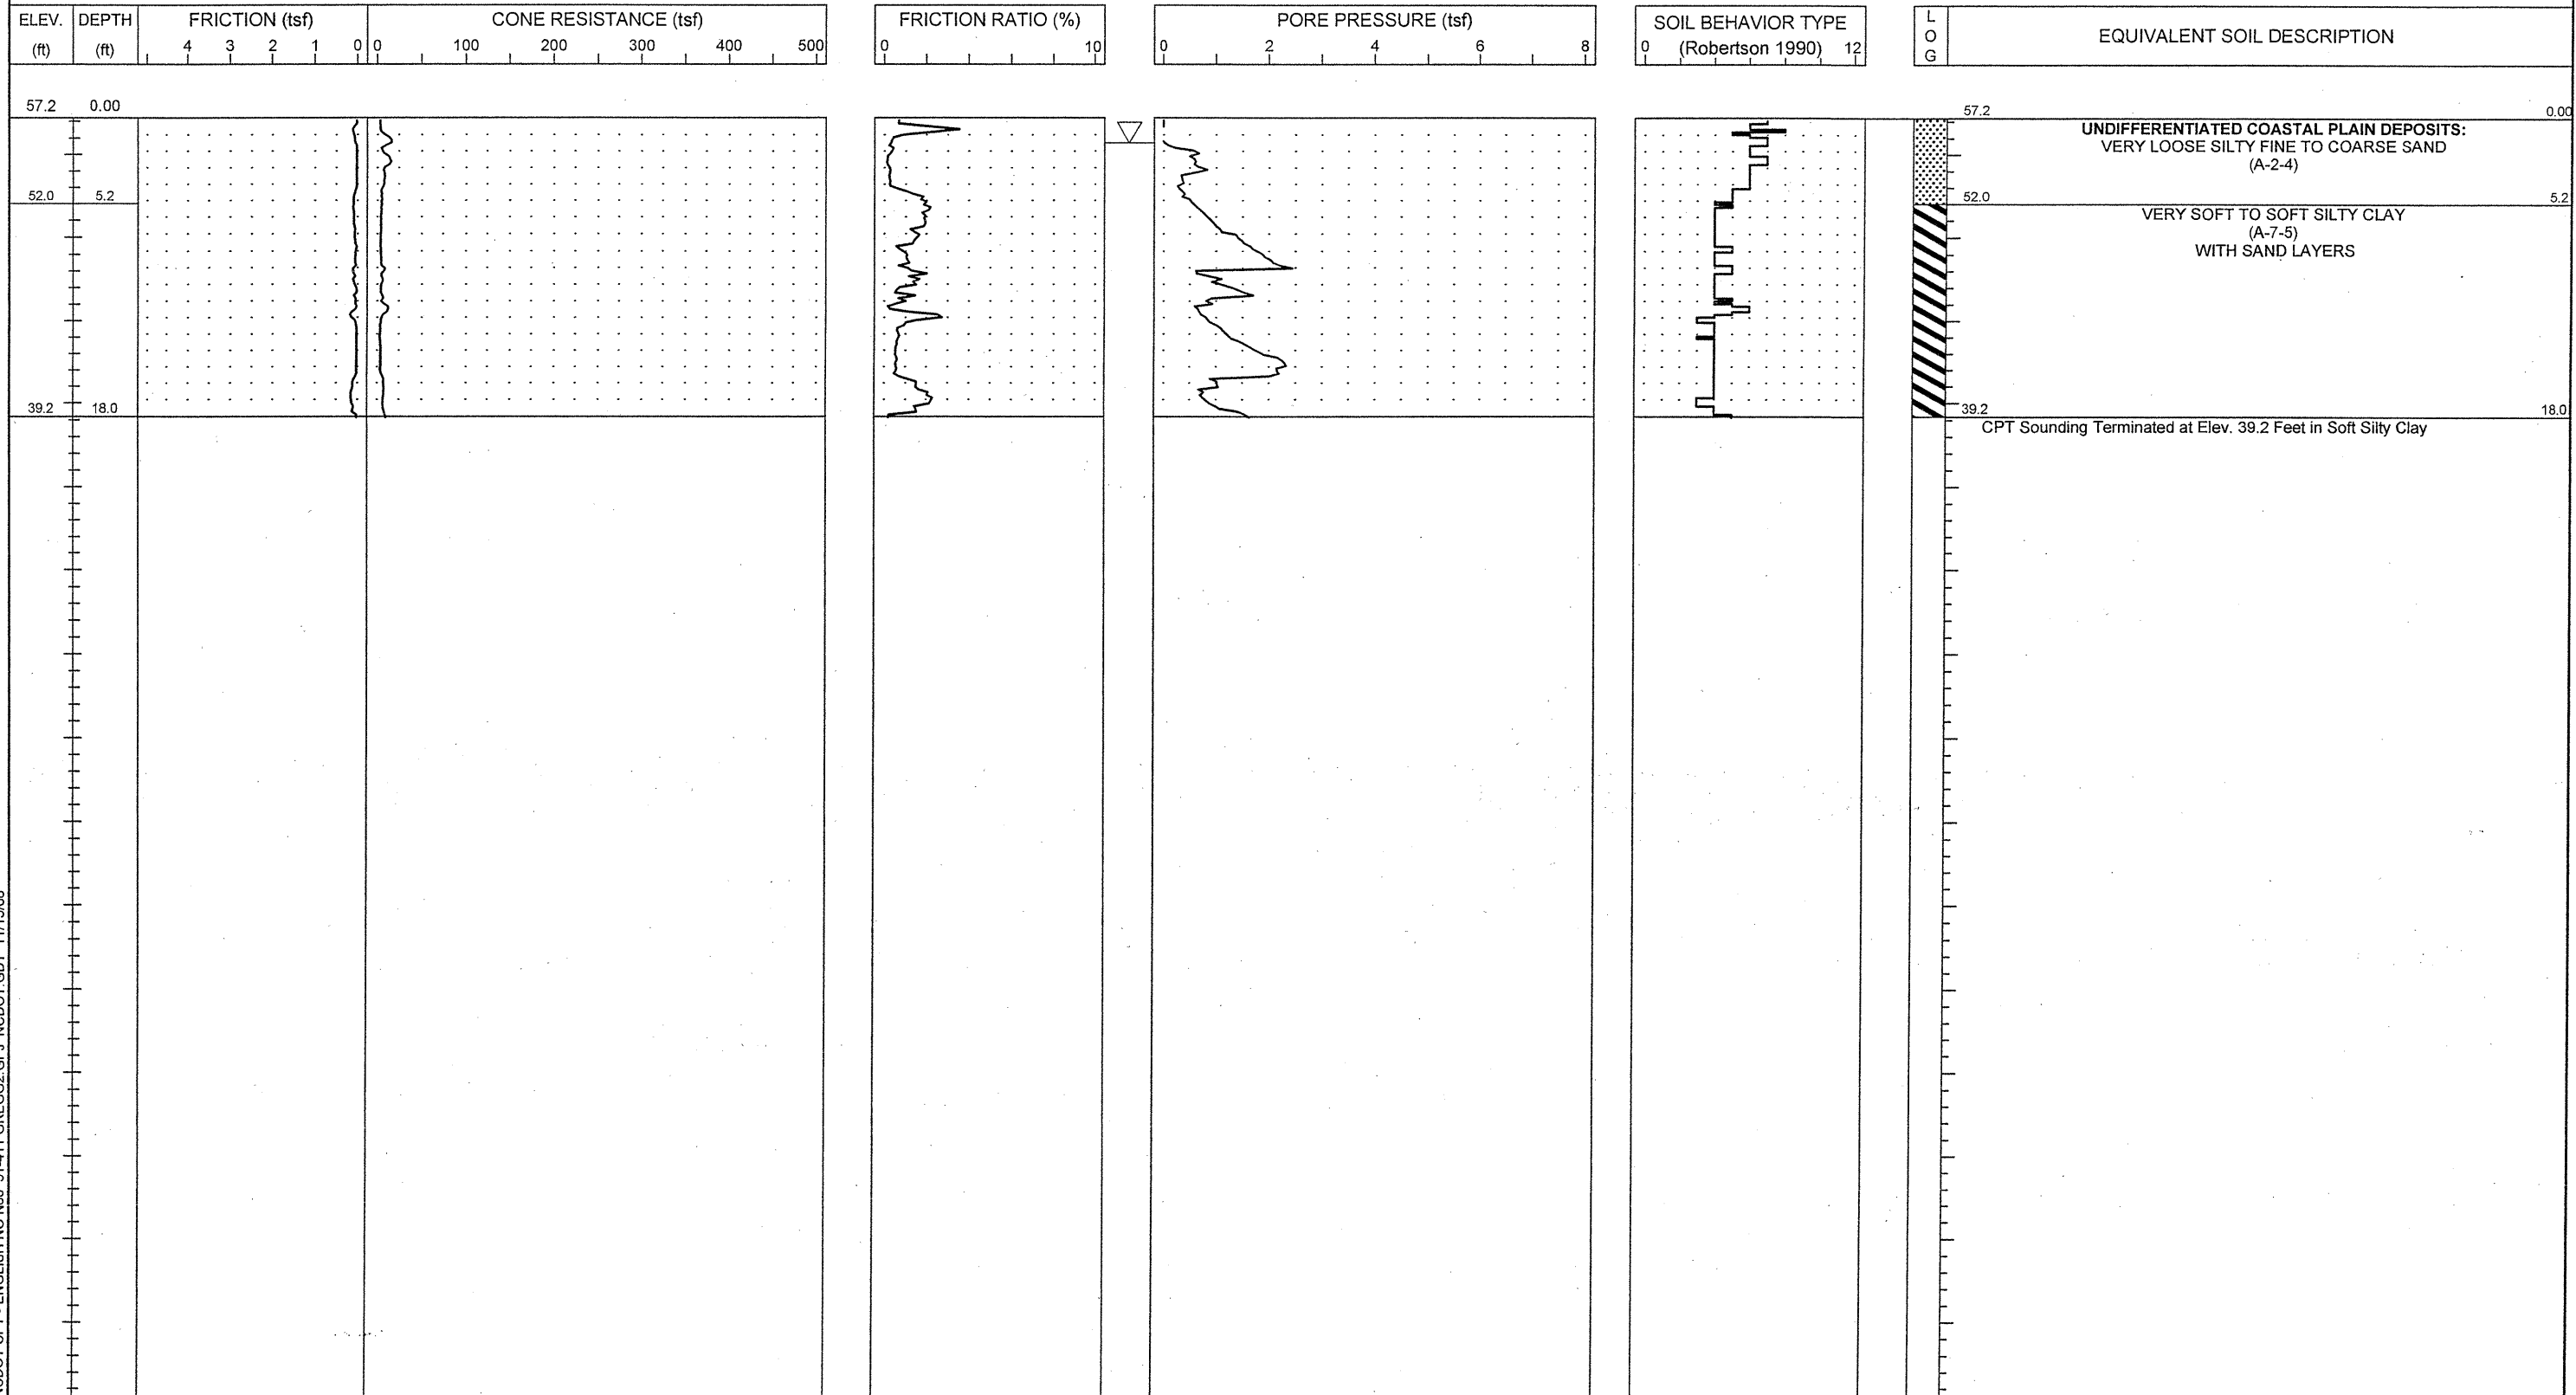 ELEV. DEPTH FRICTION (tsf) CONE RESISTANCE (tsf) FRICTION RATIO (%) PORE PRESSURE (tsf) SOIL BEHAVIOR TYPE LOG EQUIVALENT SOIL DESCRIPTION
(ft) (ft) 4 3 2 1 0 0 100 200 300 400 500 0 10 0 2 4 6 8 0 (Robertson 1990) 12
57.2 0.00 57.2 0.00
UNDIFFERENTIATED COASTAL PLAIN DEPOSITS:
VERY LOOSE SILTY FINE TO COARSE SAND
(A-2-4)
52.0 5.2 52.0 5.2
VERY SOFT TO SOFT SILTY CLAY
(A-7-5)
WITH SAND LAYERS
39.2 18.0 39.2 18.0
CPT Sounding Terminated at Elev. 39.2 Feet in Soft Silty Clay